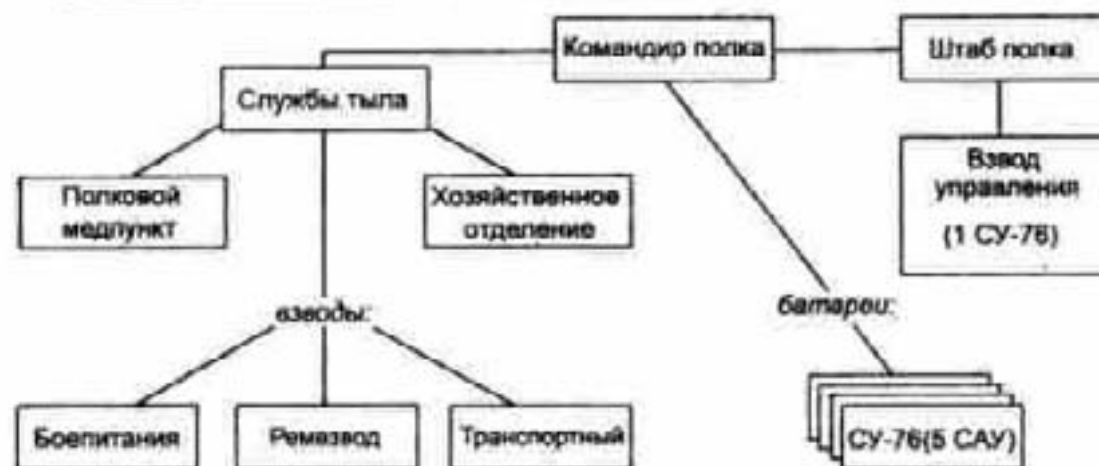 Командир полка
Штаб полка
Службы тыла
Взвод
управления
(1 СУ-76)
Полковой
медпункт
Хозяйственное
отделение
взводы:
батареи:
Боепитания
Ремвзвод
Транспортный
СУ-76(5 САУ)